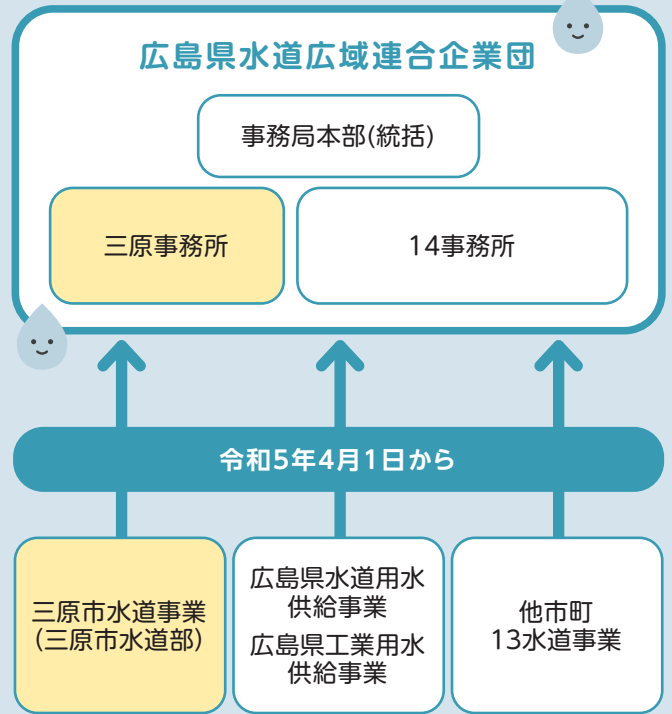 広島県水道広域連合企業団
事務局本部(統括)
三原事務所
14事務所
令和5年4月1日から
三原市水道事業
(三原市水道部)
広島県水道用水
供給事業
広島県工業用水
供給事業
他市町
13水道事業